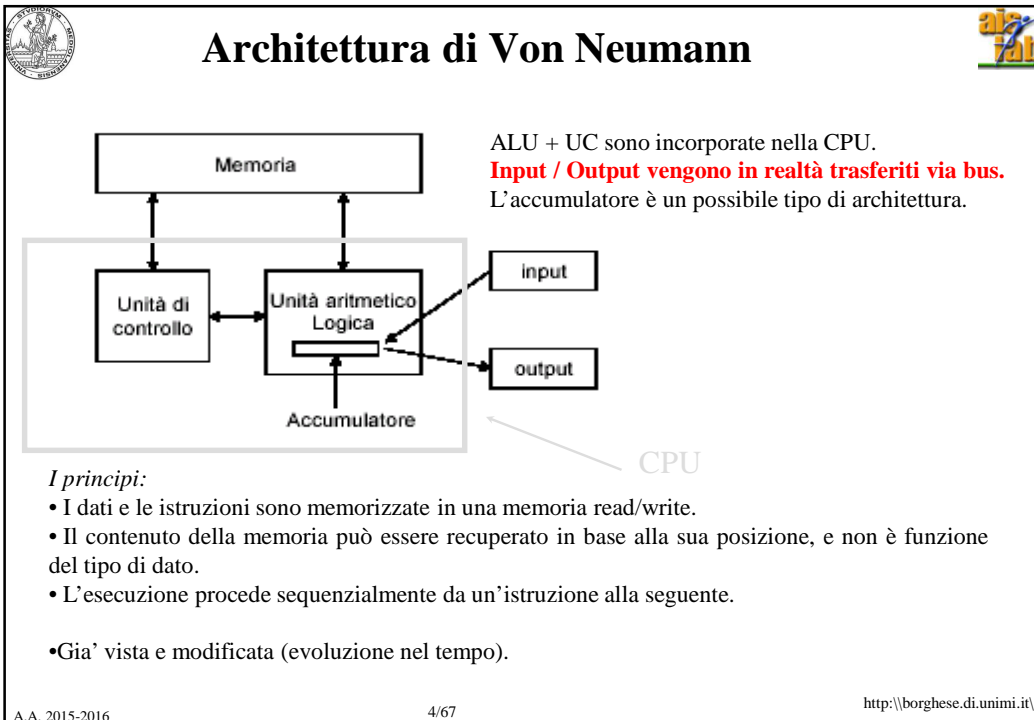 Architettura di Von Neumann
ALU + UC sono incorporate nella CPU.
Input / Output vengono in realtà trasferiti via bus.
L'accumulatore è un possibile tipo di architettura.
Memoria
Unità di
controllo
Unità aritmetico
Logica
Accumulatore
input
output
CPU
I principi:
• I dati e le istruzioni sono memorizzate in una memoria read/write.
• Il contenuto della memoria può essere recuperato in base alla sua posizione, e non è funzione
del tipo di dato.
• L'esecuzione procede sequenzialmente da un'istruzione alla seguente.
•Gia' vista e modificata (evoluzione nel tempo).
A.A. 2015-2016
4/67
http:\\borghese.di.unimi.it\